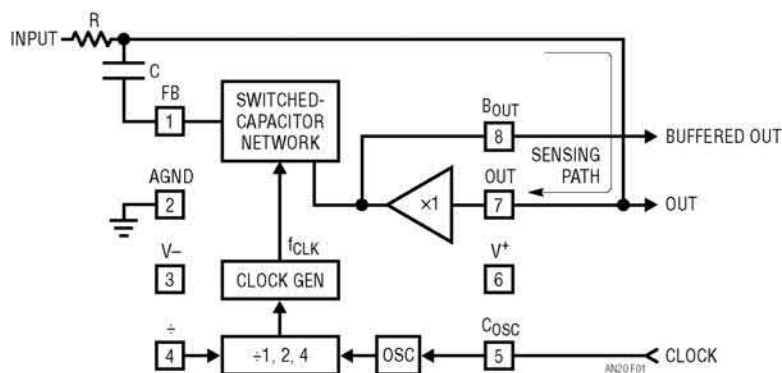 R
INPUT
C
FB
1
SWITCHED-
CAPACITOR
NETWORK
BOUT
8
BUFFERED OUT
SENSING
PATH
AGND
2
×1
OUT
7
OUT
fCLK
V–
3
CLOCK GEN
V+
6
÷
4
÷1, 2, 4
OSC
COSC
5
CLOCK
AN20 F01